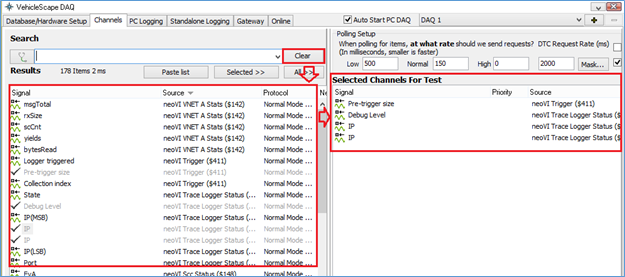 VehicleScape DAQ
Database/Hardware Setup Channels PC Logging Standalone Logging Gateway Online
Auto Start PC DAQ DAQ 1
Search
Clear
Results 178 Items 2 ms Paste list Selected >> All >>
Signal Source Protocol Ne
msgTotal neoVI VNET A Stats ($142) Normal Mode ...
rxSize neoVI VNET A Stats ($142) Normal Mode ...
scCnt neoVI VNET A Stats ($142) Normal Mode ...
yields neoVI VNET A Stats ($142) Normal Mode ...
bytesRead neoVI VNET A Stats ($142) Normal Mode ...
Logger triggered neoVI Trigger ($411) Normal Mode ...
Pre-trigger size neoVI Trigger ($411) Normal Mode ...
Collection index neoVI Trigger ($411) Normal Mode ...
State neoVI Trace Logger Status (... Normal Mode ...
Debug Level neoVI Trace Logger Status (... Normal Mode ...
IP(MSB) neoVI Trace Logger Status (... Normal Mode ...
IP neoVI Trace Logger Status (... Normal Mode ...
IP neoVI Trace Logger Status (... Normal Mode ...
IP(LSB) neoVI Trace Logger Status (... Normal Mode ...
Port neoVI Trace Logger Status (... Normal Mode ...
EvA neoVI Scc Status ($148) Normal Mode ...
Polling Setup
When polling for items, at what rate should we send requests? DTC Request Rate (ms)
(In milliseconds, smaller is faster)
Low 500 Normal 150 High 0 2000 Mask...
Selected Channels For Test
Signal Priority Source
Pre-trigger size neoVI Trigger ($411)
Debug Level neoVI Trace Logger Status ($
IP neoVI Trace Logger Status ($
IP neoVI Trace Logger Status ($